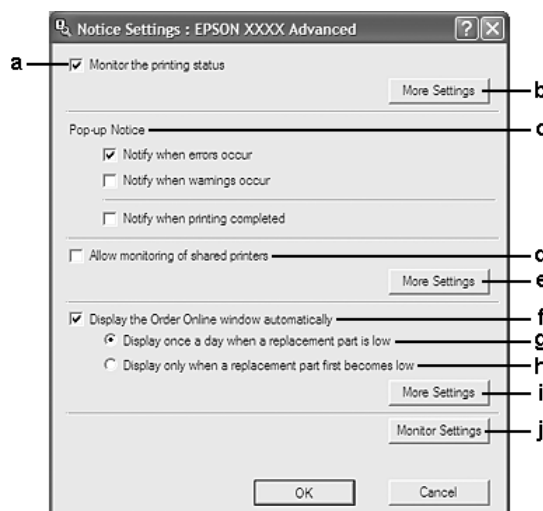 Notice Settings : EPSON XXXX Advanced
a Monitor the printing status
More Settings b
Pop-up Notice c
Notify when errors occur
Notify when warnings occur
Notify when printing completed
Allow monitoring of shared printers d
More Settings e
Display the Order Online window automatically f
Display once a day when a replacement part is low g
Display only when a replacement part first becomes low h
More Settings i
Monitor Settings j
OK Cancel